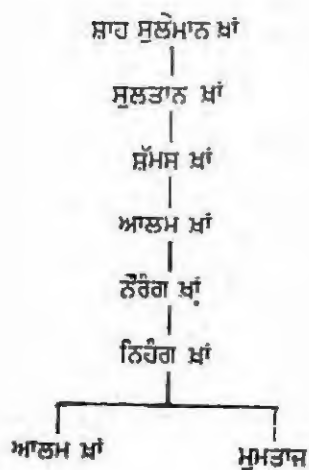 ਸ਼ਾਹ ਸੁਲੇਮਾਨ ਖ਼ਾਂ
ਸੁਲਤਾਨ ਖ਼ਾਂ
ਸ਼ੱਮਸ ਖ਼ਾਂ
ਆਲਮ ਖ਼ਾਂ
ਨੌਰੰਗ ਖ਼ਾਂ
ਨਿਹੰਗ ਖ਼ਾਂ
ਆਲਮ ਖ਼ਾਂ ਮੁਮਤਾਜ